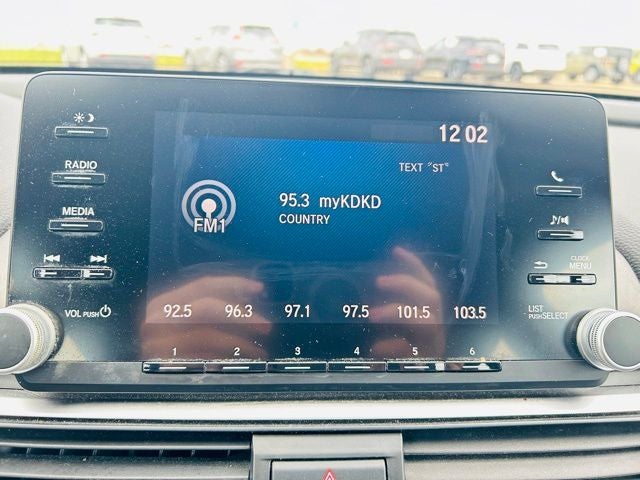 12 02
RADIO
TEXT "ST"
95.3 myKDKD
MEDIA
COUNTRY
FM1
CLOCK
MENU
VOL PUSH
LIST
PUSH SELECT
92.5 96.3 97.1 97.5 101.5 103.5
1 2 3 4 5 6